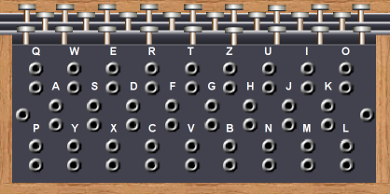 Q W E R T Z U I O
A S D F G H J K
P Y X C V B N M L